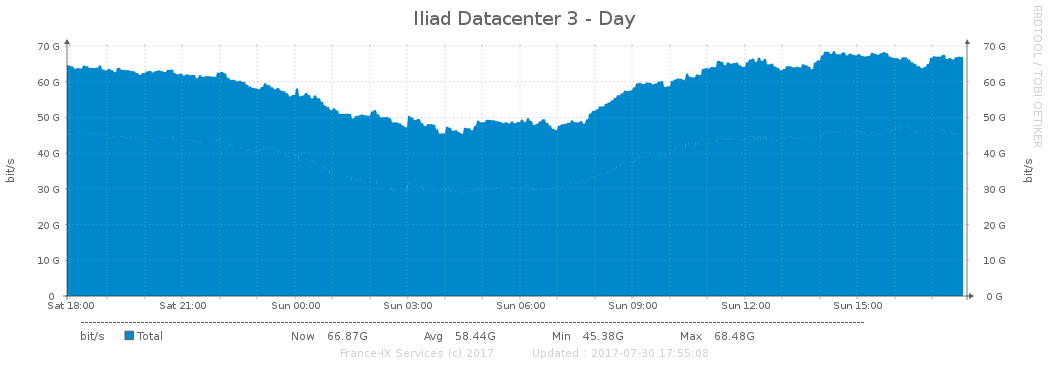 Iliad Datacenter 3 - Day
RRDTOOL / TOBI OETIKER
70 G 70 G
60 G 60 G
50 G 50 G
40 G 40 G
30 G 30 G
20 G 20 G
10 G 10 G
0 0 G
bit/s bit/s
Sat 18:00 Sat 21:00 Sun 00:00 Sun 03:00 Sun 06:00 Sun 09:00 Sun 12:00 Sun 15:00
bit/s Total Now 66.87G Avg 58.44G Min 45.38G Max 68.48G
France-IX Services (c) 2017 Updated : 2017-07-30 17:55:08